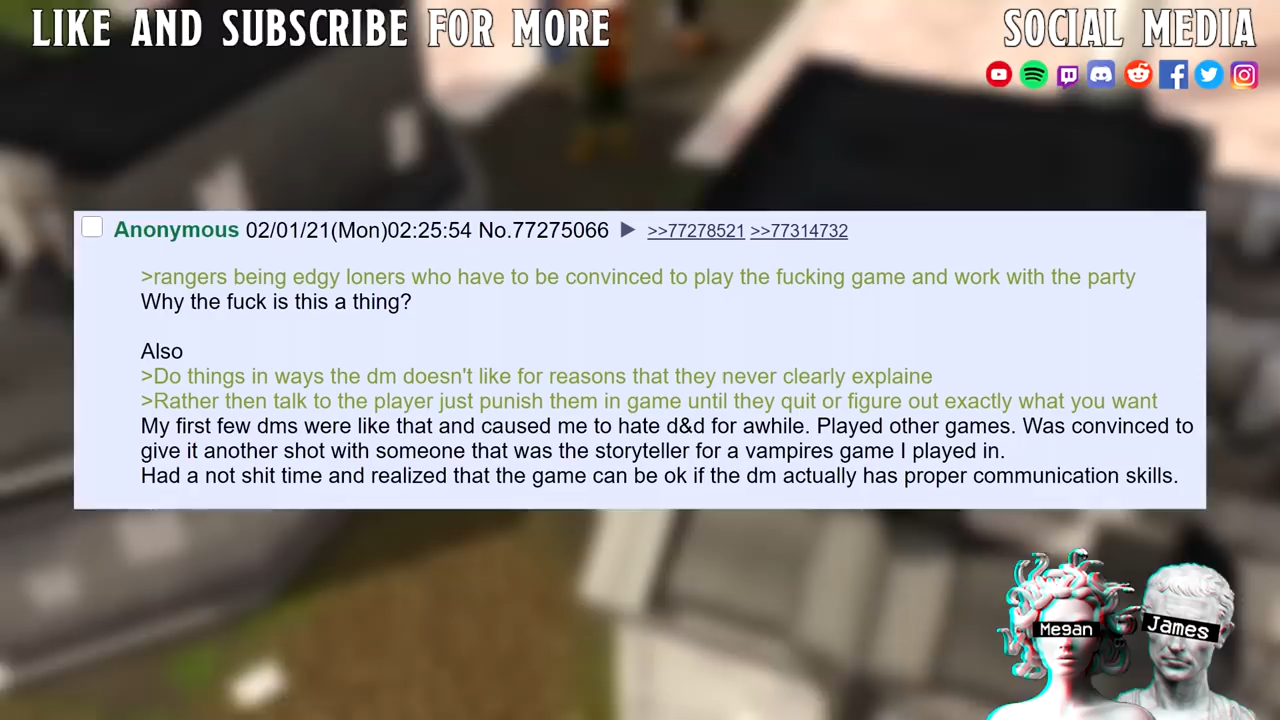 LIKE AND SUBSCRIBE FOR MORE
SOCIAL MEDIA
Anonymous 02/01/21(Mon)02:25:54 No.77275066 ▶ >>77278521 >>77314732
>rangers being edgy loners who have to be convinced to play the fucking game and work with the party
Why the fuck is this a thing?
Also
>Do things in ways the dm doesn't like for reasons that they never clearly explaine
>Rather then talk to the player just punish them in game until they quit or figure out exactly what you want
My first few dms were like that and caused me to hate d&d for awhile. Played other games. Was convinced to
give it another shot with someone that was the storyteller for a vampires game I played in.
Had a not shit time and realized that the game can be ok if the dm actually has proper communication skills.
Megan
James